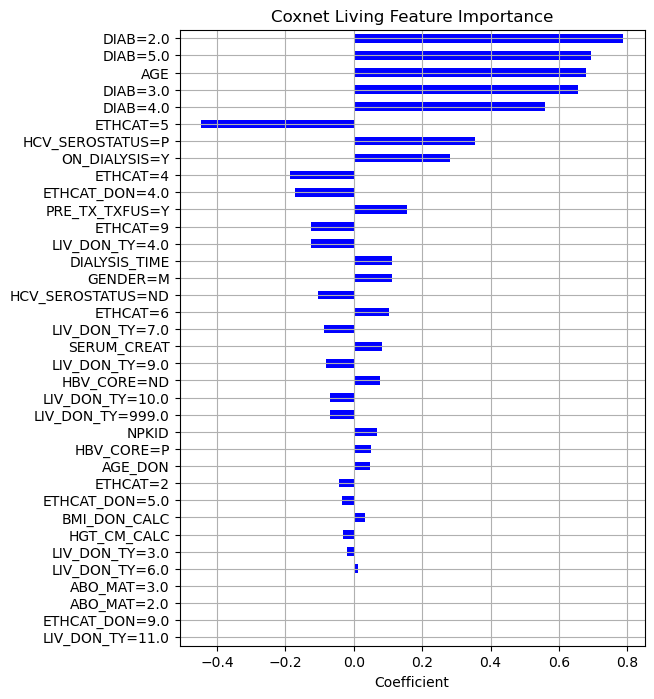 Coxnet Living Feature Importance
DIAB=2.0
DIAB=5.0
AGE
DIAB=3.0
DIAB=4.0
ETHCAT=5
HCV_SEROSTATUS=P
ON_DIALYSIS=Y
ETHCAT=4
ETHCAT_DON=4.0
PRE_TX_TXFUS=Y
ETHCAT=9
LIV_DON_TY=4.0
DIALYSIS_TIME
GENDER=M
HCV_SEROSTATUS=ND
ETHCAT=6
LIV_DON_TY=7.0
SERUM_CREAT
LIV_DON_TY=9.0
HBV_CORE=ND
LIV_DON_TY=10.0
LIV_DON_TY=999.0
NPKID
HBV_CORE=P
AGE_DON
ETHCAT=2
ETHCAT_DON=5.0
BMI_DON_CALC
HGT_CM_CALC
LIV_DON_TY=3.0
LIV_DON_TY=6.0
ABO_MAT=3.0
ABO_MAT=2.0
ETHCAT_DON=9.0
LIV_DON_TY=11.0
−0.4 −0.2 0.0 0.2 0.4 0.6 0.8
Coefficient